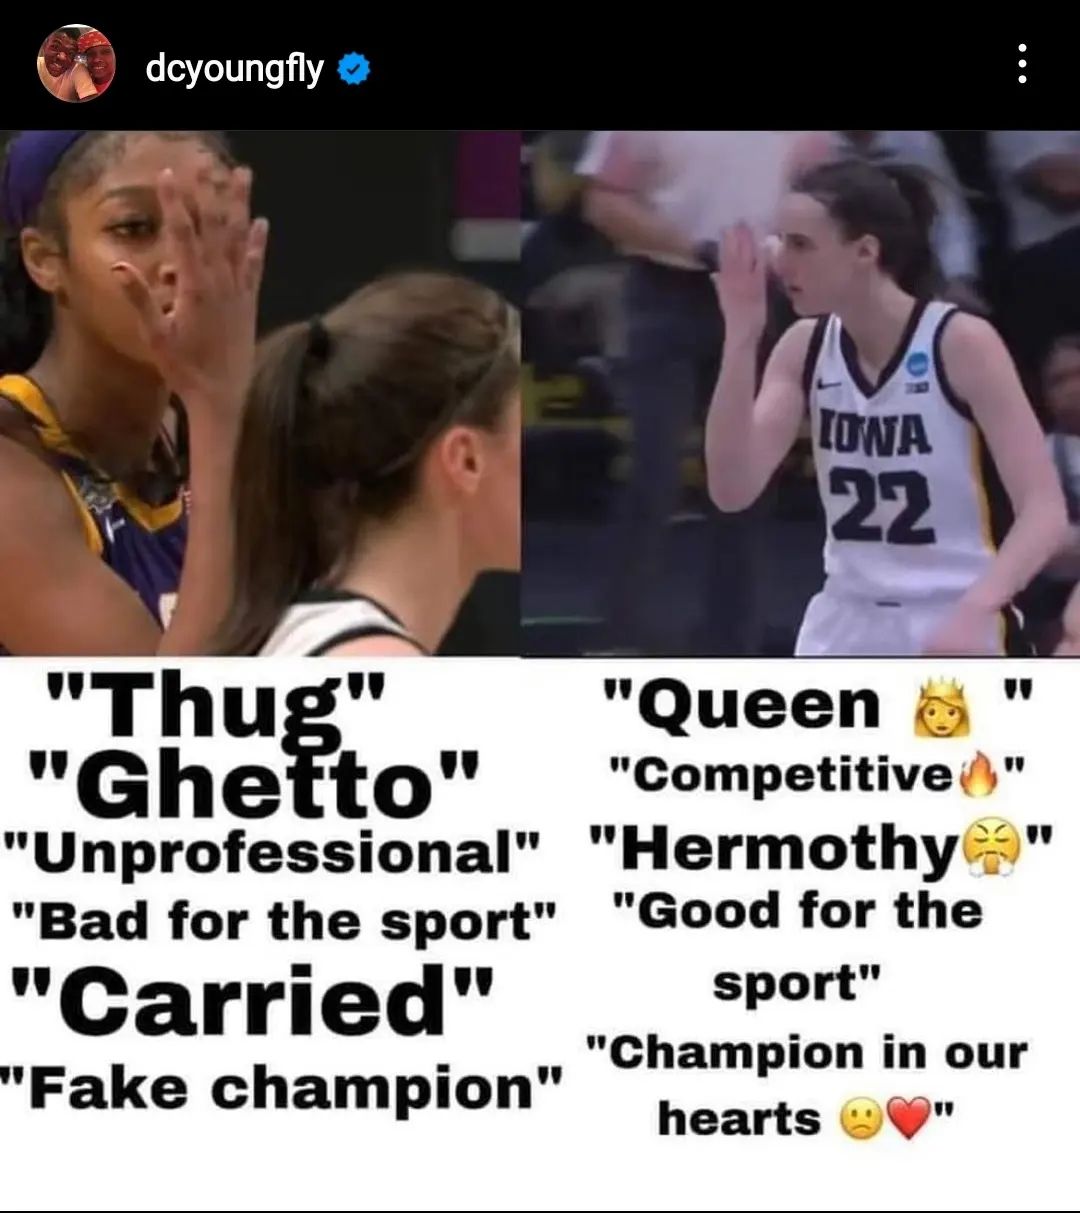 dcyoungfly
IOWA
22
"Thug"
"Ghetto"
"Unprofessional"
"Bad for the sport"
"Carried"
"Fake champion"
"Queen 👸 "
"Competitive🔥"
"Hermothy😤"
"Good for the
sport"
"Champion in our
hearts 🙁❤️"